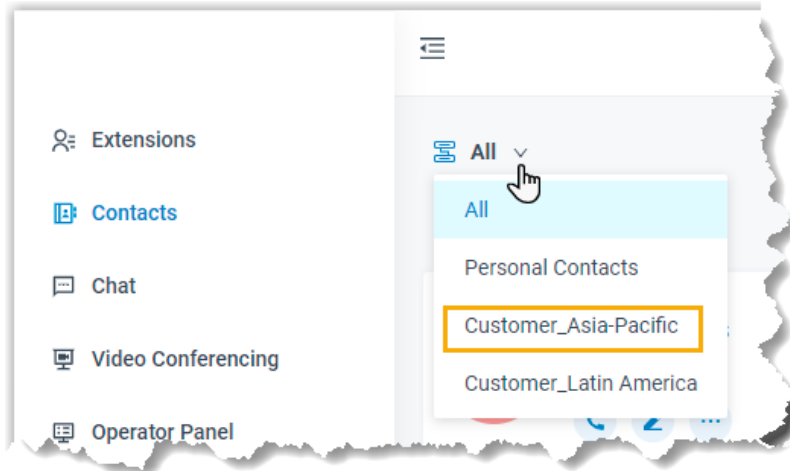 Extensions
Contacts
Chat
Video Conferencing
Operator Panel
All
All
Personal Contacts
Customer_Asia-Pacific
Customer_Latin America